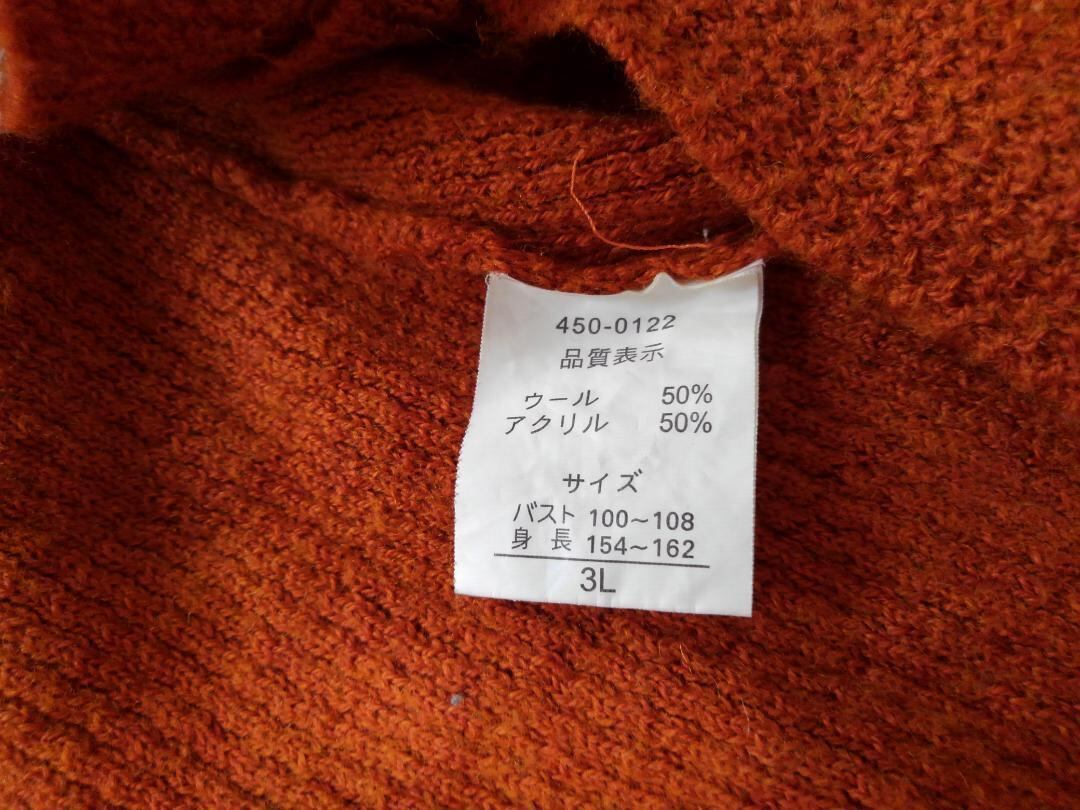 450-0122
品質表示
ウール 50%
アクリル 50%
サイズ
バスト 100~108
身長 154~162
3L